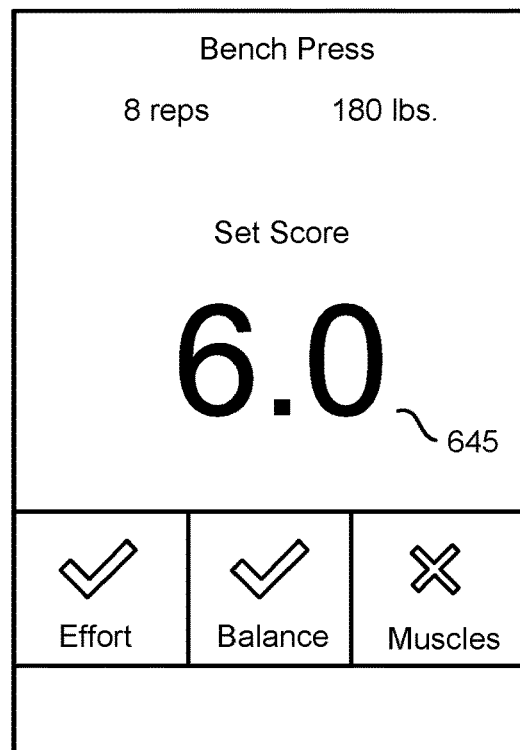 Bench Press
8 reps 180 lbs.
Set Score
6.0
645
Effort Balance Muscles